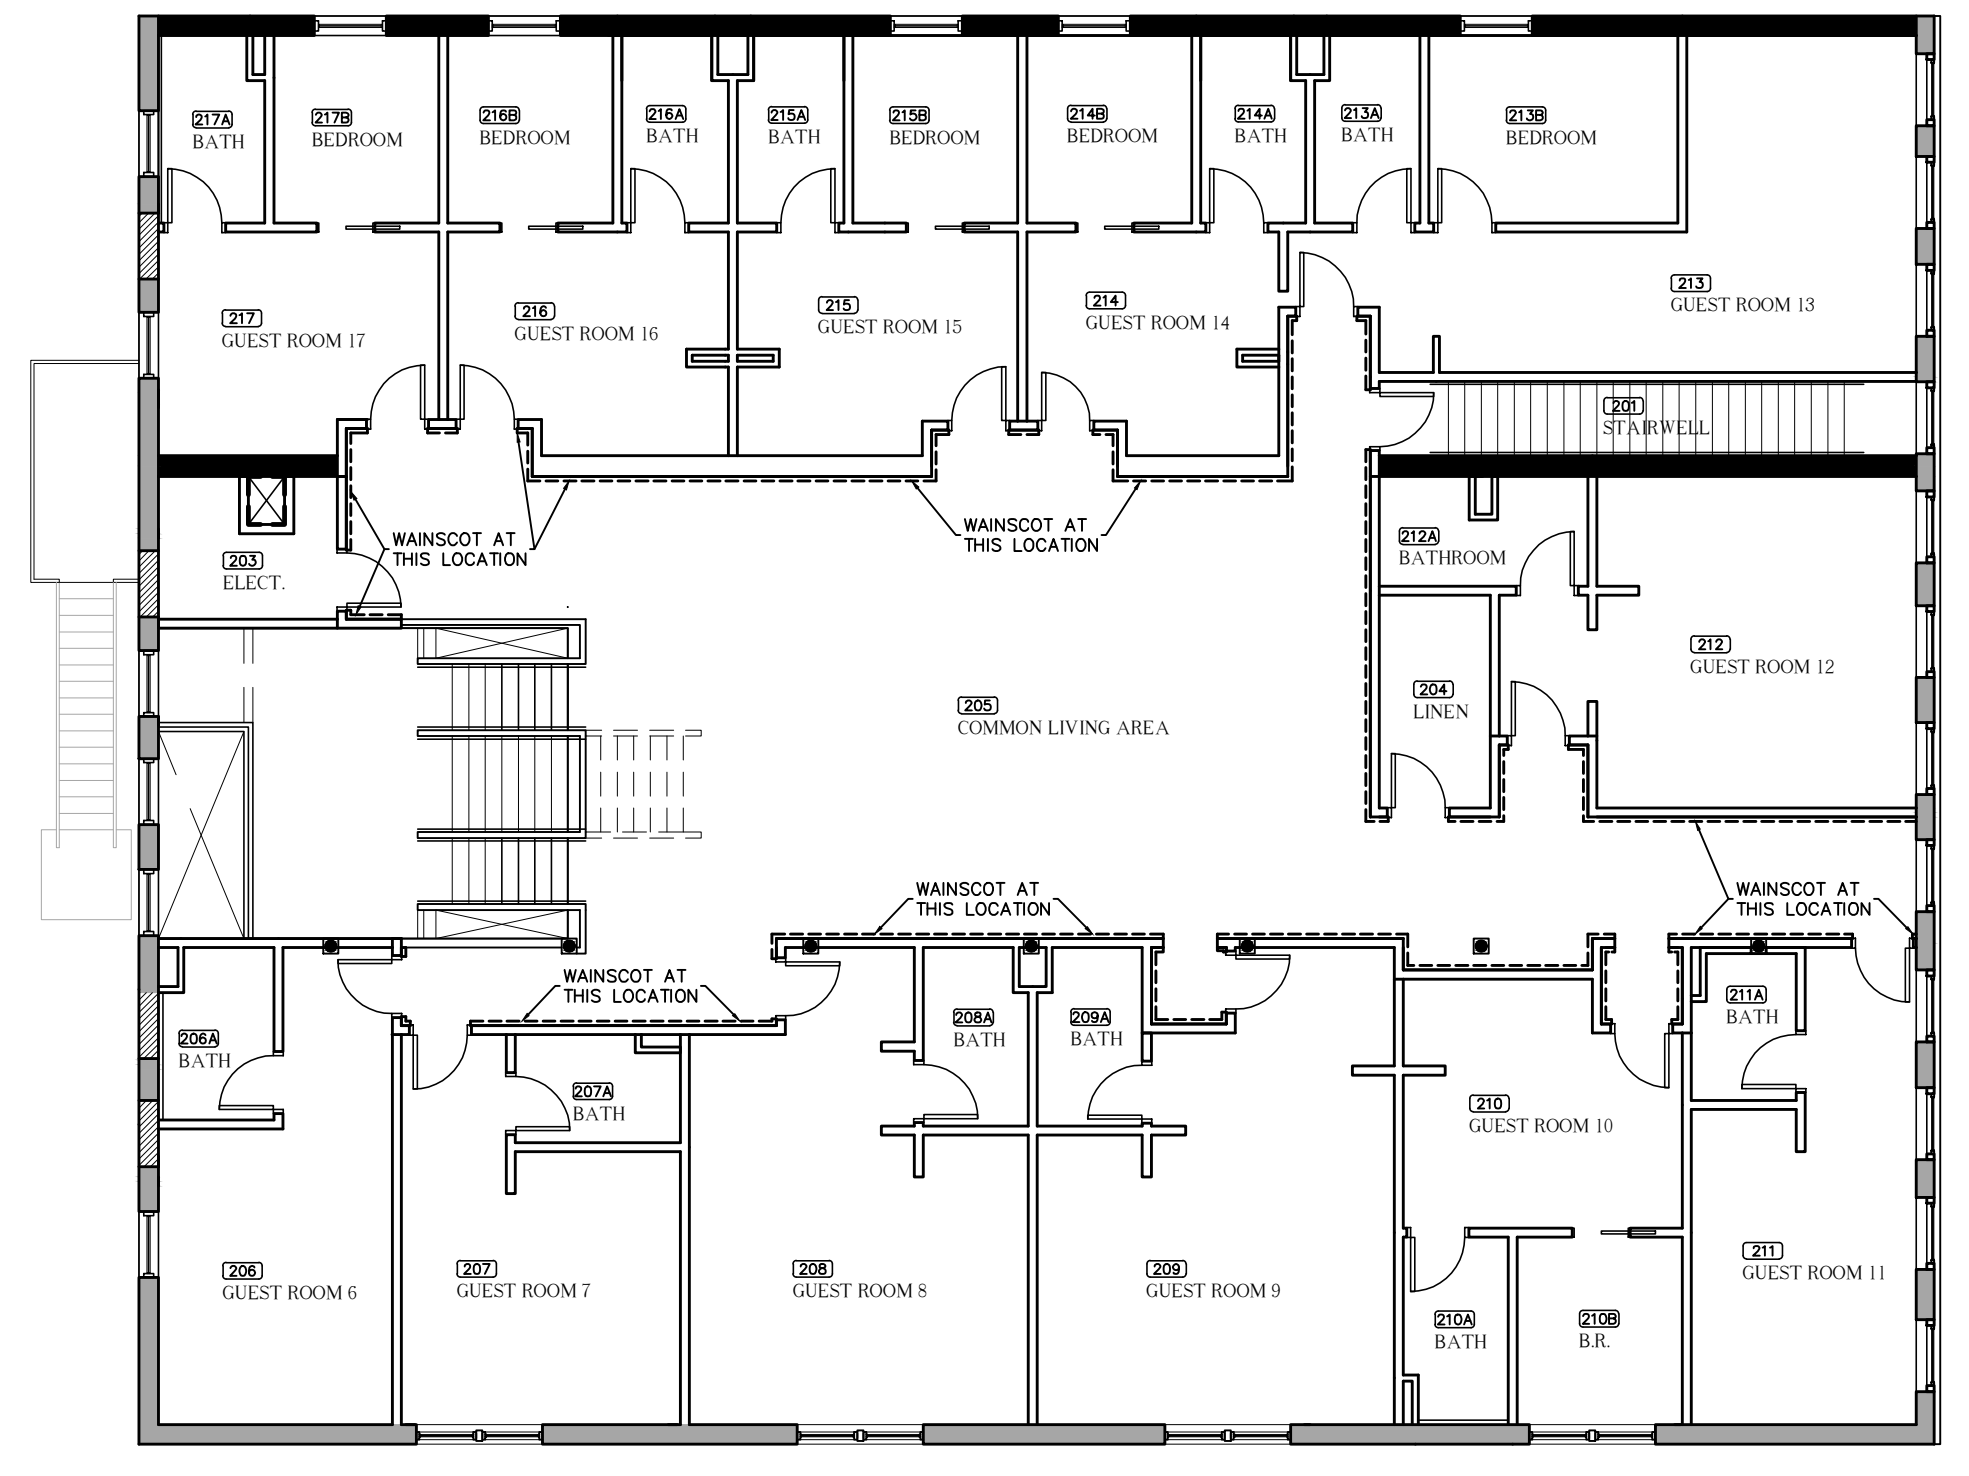 217A
BATH
217B
BEDROOM
216B
BEDROOM
216A
BATH
215A
BATH
215B
BEDROOM
214B
BEDROOM
214A
BATH
213A
BATH
213B
BEDROOM
217
GUEST ROOM 17
216
GUEST ROOM 16
215
GUEST ROOM 15
214
GUEST ROOM 14
213
GUEST ROOM 13
201
STAIRWELL
203
ELECT.
WAINSCOT AT
THIS LOCATION
WAINSCOT AT
THIS LOCATION
212A
BATHROOM
212
GUEST ROOM 12
204
LINEN
205
COMMON LIVING AREA
WAINSCOT AT
THIS LOCATION
WAINSCOT AT
THIS LOCATION
WAINSCOT AT
THIS LOCATION
206A
BATH
207A
BATH
208A
BATH
209A
BATH
211A
BATH
210
GUEST ROOM 10
206
GUEST ROOM 6
207
GUEST ROOM 7
208
GUEST ROOM 8
209
GUEST ROOM 9
211
GUEST ROOM 11
210A
BATH
210B
B.R.